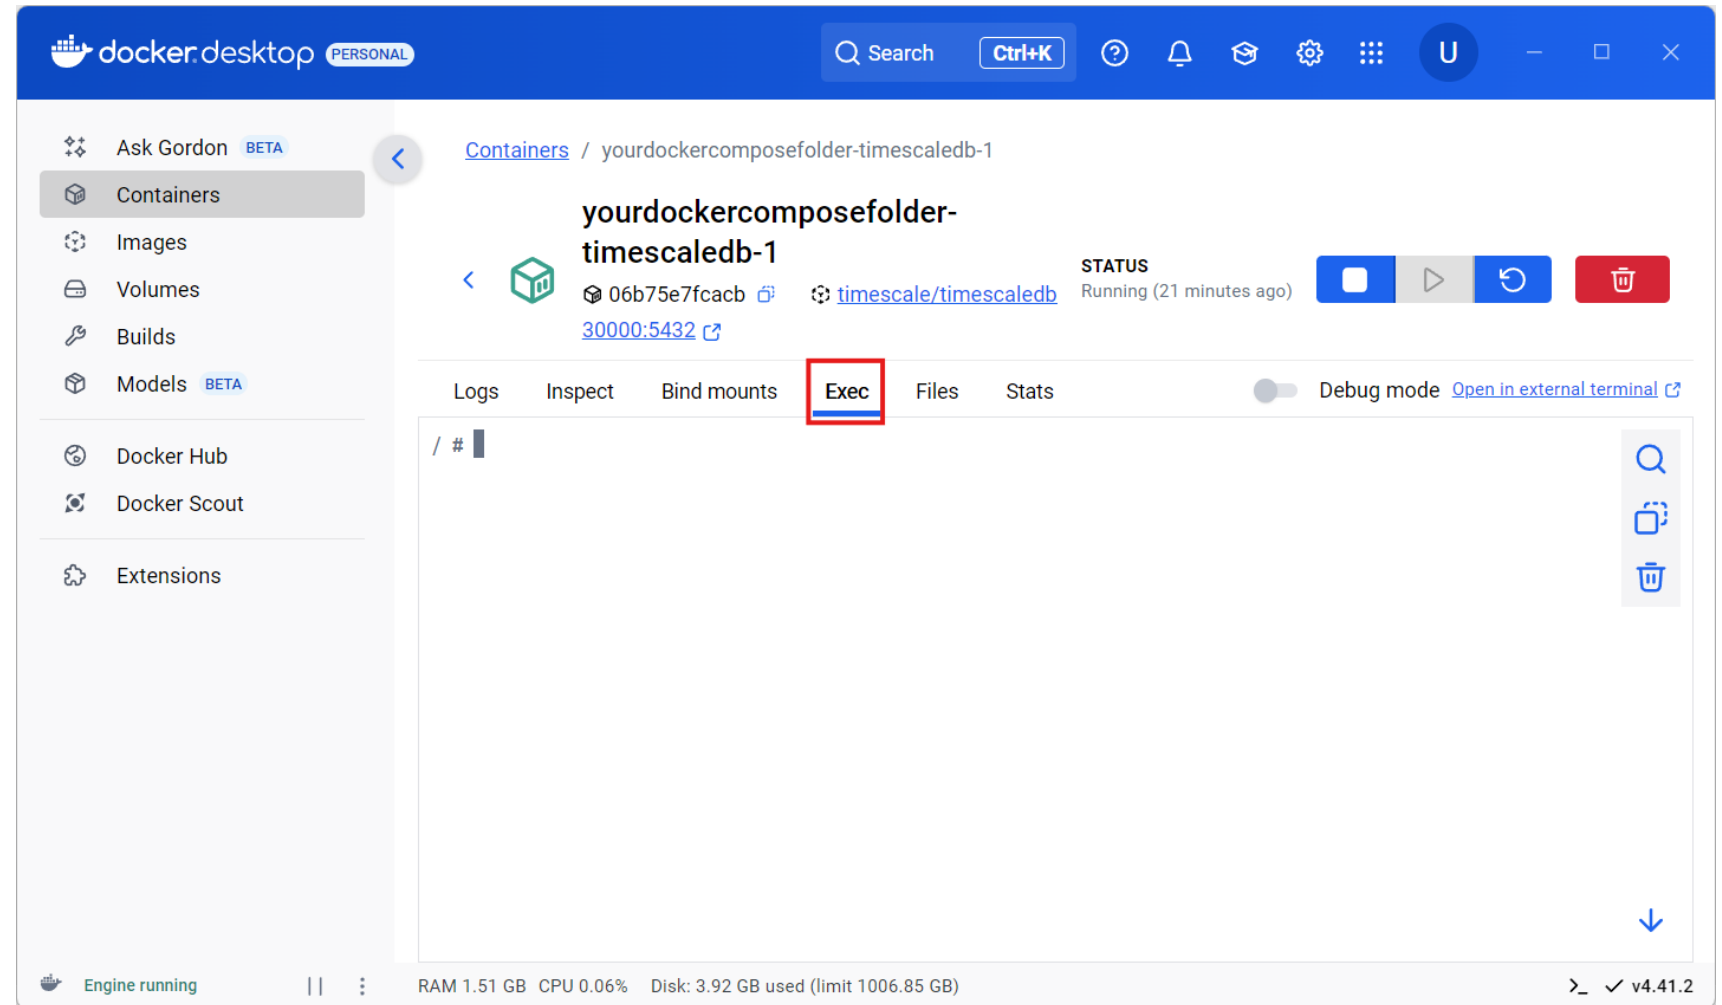 docker.desktop PERSONAL
Search Ctrl+K
U
Ask Gordon BETA
Containers
Images
Volumes
Builds
Models BETA
Docker Hub
Docker Scout
Extensions
Containers / yourdockercomposefolder-timescaledb-1
yourdockercomposefolder-
timescaledb-1
06b75e7fcacb timescale/timescaledb
30000:5432
STATUS
Running (21 minutes ago)
Logs Inspect Bind mounts Exec Files Stats Debug mode Open in external terminal
/ #
Engine running RAM 1.51 GB CPU 0.06% Disk: 3.92 GB used (limit 1006.85 GB) >_ v4.41.2